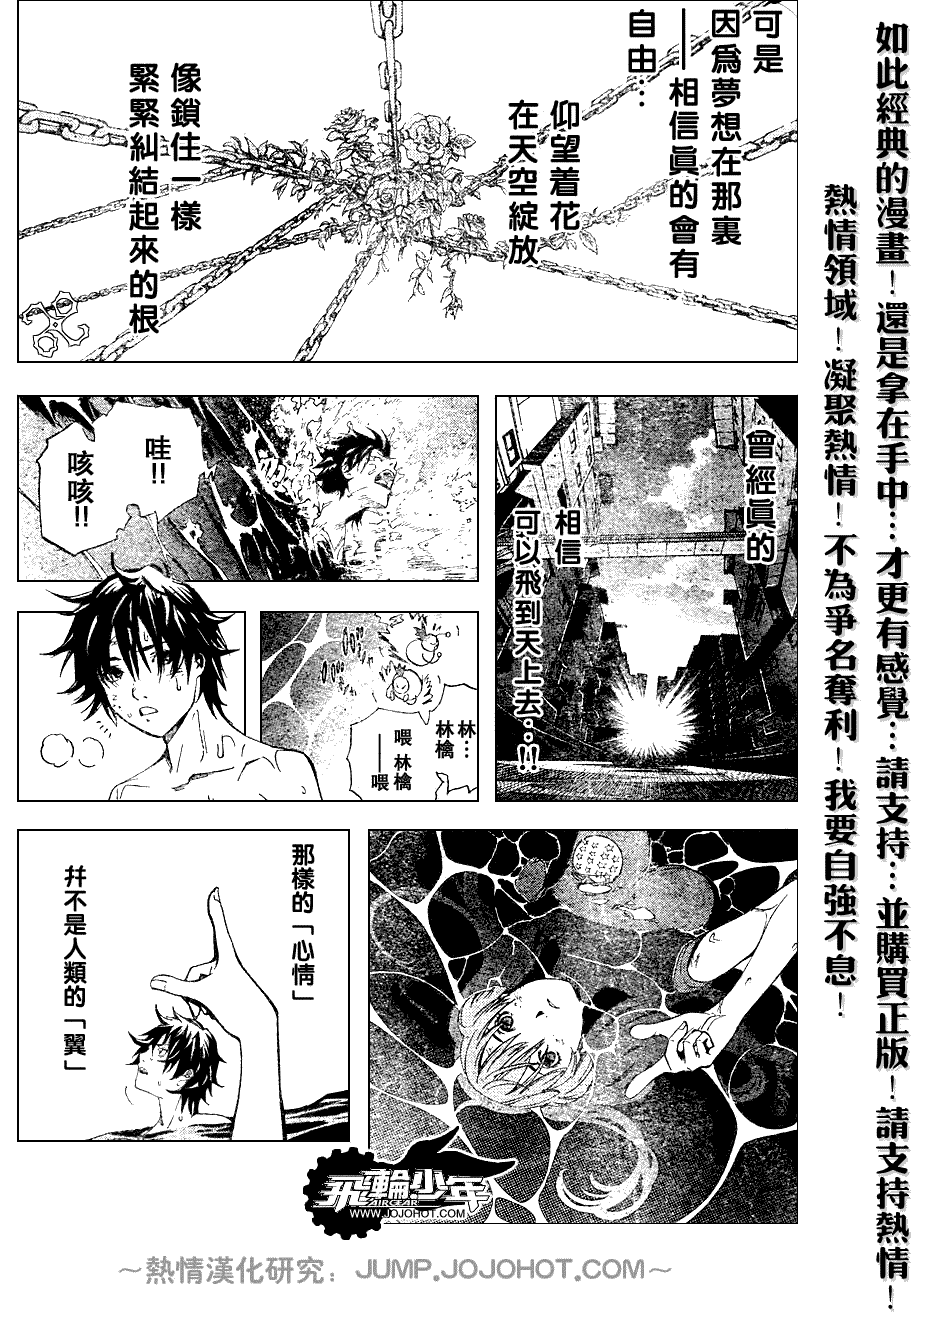 如此經典的漫畫！還是拿在手中…才更有感覺…請支持…並購買正版！請支持熱情！
熱情領域！凝聚熱情！不為爭名奪利！我要自強不息！
可是
因爲夢想在那裏
——相信眞的會有
自由…
仰望着花
在天空綻放
像鎖住一樣
緊緊糾結起來的根
曾經眞的
相信
可以飛到天上去…!!
哇!!
咳咳!!
林…
林檎
喂 林檎
——喂
那樣的「心情」
幷不是人類的「翼」
飛輪少年
AIRGEAR
WWW.JOJOHOT.COM
～熱情漢化研究：JUMP.JOJOHOT.COM～